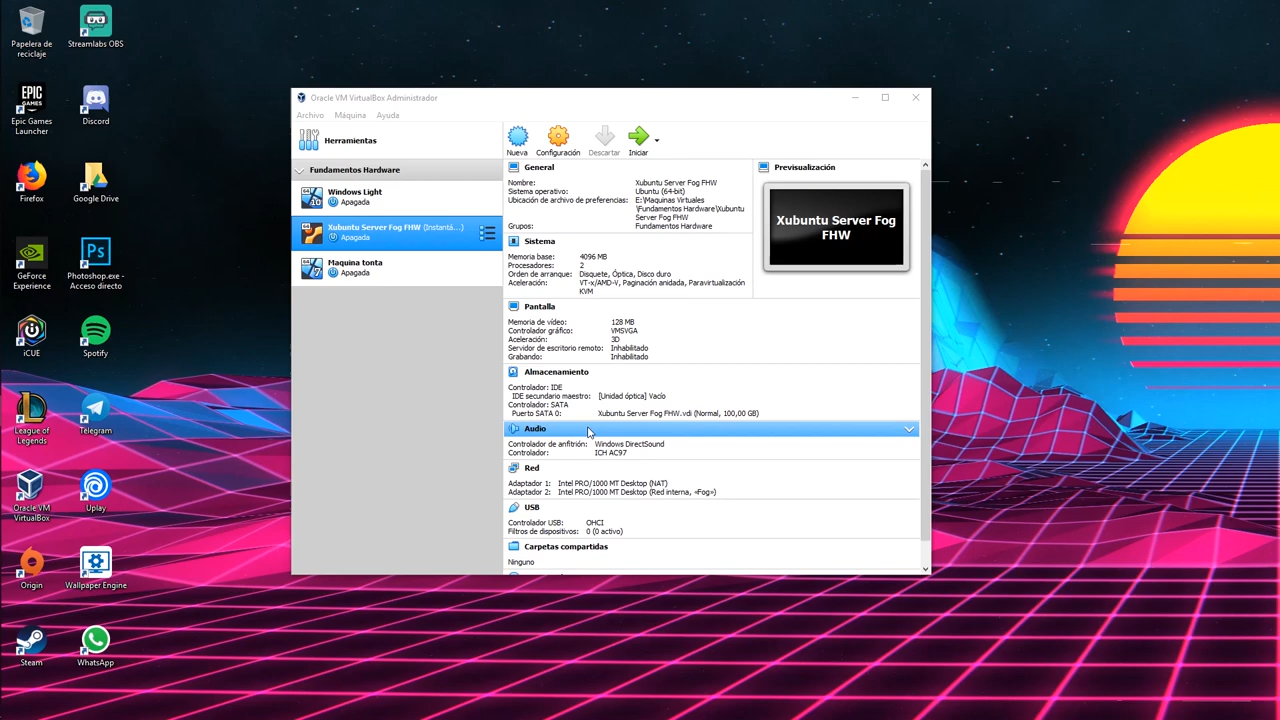 Papelera de
reciclaje
Streamlabs OBS
EPIC
GAMES
Epic Games
Launcher
Discord
Firefox
Google Drive
GeForce
Experience
Ps
Photoshop.exe -
Acceso directo
iCUE
Spotify
League of
Legends
Telegram
Oracle VM
VirtualBox
Uplay
Origin
Wallpaper Engine
Steam
WhatsApp
Oracle VM VirtualBox Administrador
Archivo Máquina Ayuda
Herramientas
Nueva Configuración Descartar Iniciar
Fundamentos Hardware
64
10
Windows Light
Apagada
64
Xubuntu Server Fog FHW (Instantá...)
Apagada
64
7
Maquina tonta
Apagada
General
Nombre: Xubuntu Server Fog FHW
Sistema operativo: Ubuntu (64-bit)
Ubicación de archivo de preferencias: E:\Maquinas Virtuales
\Fundamentos Hardware\Xubuntu
Server Fog FHW
Grupos: Fundamentos Hardware
Previsualización
Xubuntu Server Fog
FHW
Sistema
Memoria base: 4096 MB
Procesadores: 2
Orden de arranque: Disquete, Óptica, Disco duro
Aceleración: VT-x/AMD-V, Paginación anidada, Paravirtualización
KVM
Pantalla
Memoria de vídeo: 128 MB
Controlador gráfico: VMSVGA
Aceleración: 3D
Servidor de escritorio remoto: Inhabilitado
Grabando: Inhabilitado
Almacenamiento
Controlador: IDE
IDE secundario maestro: [Unidad óptica] Vacío
Controlador: SATA
Puerto SATA 0: Xubuntu Server Fog FHW.vdi (Normal, 100,00 GB)
Audio
Controlador de anfitrión: Windows DirectSound
Controlador: ICH AC97
Red
Adaptador 1: Intel PRO/1000 MT Desktop (NAT)
Adaptador 2: Intel PRO/1000 MT Desktop (Red interna, «Fog»)
USB
Controlador USB: OHCI
Filtros de dispositivos: 0 (0 activo)
Carpetas compartidas
Ninguno